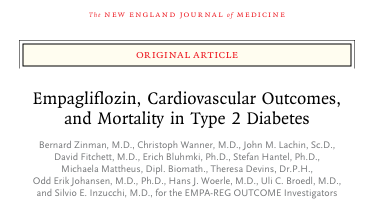 The NEW ENGLAND JOURNAL of MEDICINE
ORIGINAL ARTICLE
Empagliflozin, Cardiovascular Outcomes,
and Mortality in Type 2 Diabetes
Bernard Zinman, M.D., Christoph Wanner, M.D., John M. Lachin, Sc.D.,
David Fitchett, M.D., Erich Bluhmki, Ph.D., Stefan Hantel, Ph.D.,
Michaela Mattheus, Dipl. Biomath., Theresa Devins, Dr.P.H.,
Odd Erik Johansen, M.D., Ph.D., Hans J. Woerle, M.D., Uli C. Broedl, M.D.,
and Silvio E. Inzucchi, M.D., for the EMPA-REG OUTCOME Investigators